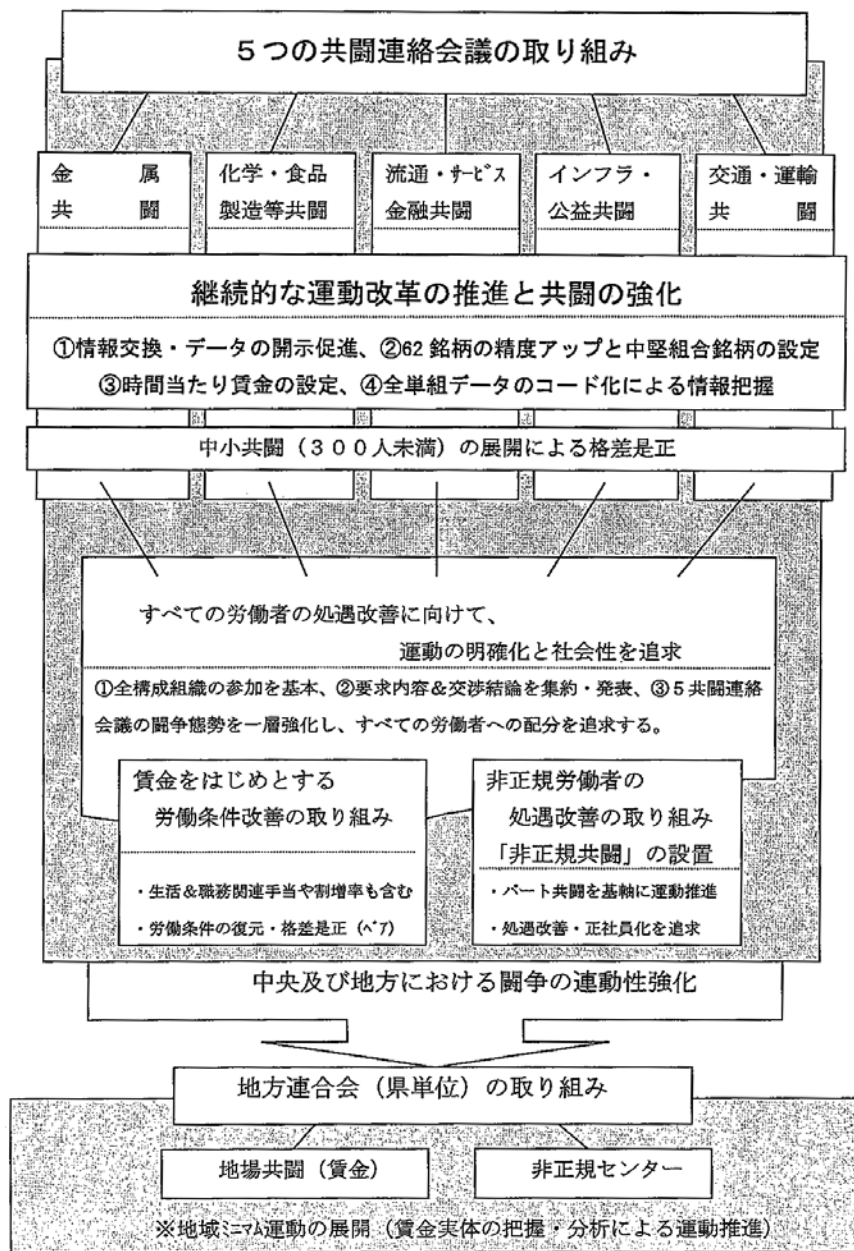 ５つの共闘連絡会議の取り組み
金属
共闘
化学・食品
製造等共闘
流通・ｻｰﾋﾞｽ
金融共闘
インフラ・
公益共闘
交通・運輸
共闘
継続的な運動改革の推進と共闘の強化
①情報交換・データの開示促進、②62銘柄の精度アップと中堅組合銘柄の設定
③時間当たり賃金の設定、④全単組データのコード化による情報把握
中小共闘（３００人未満）の展開による格差是正
すべての労働者の処遇改善に向けて、
運動の明確化と社会性を追求
①全構成組織の参加を基本、②要求内容＆交渉結論を集約・発表、③５共闘連絡
会議の闘争態勢を一層強化し、すべての労働者への配分を追求する。
賃金をはじめとする
労働条件改善の取り組み
・生活＆職務関連手当や割増率も含む
・労働条件の復元・格差是正（ﾍﾞｱ）
非正規労働者の
処遇改善の取り組み
「非正規共闘」の設置
・パート共闘を基軸に運動推進
・処遇改善・正社員化を追求
中央及び地方における闘争の連動性強化
地方連合会（県単位）の取り組み
地場共闘（賃金）
非正規センター
※地域ﾐﾆﾏﾑ運動の展開（賃金実体の把握・分析による運動推進）